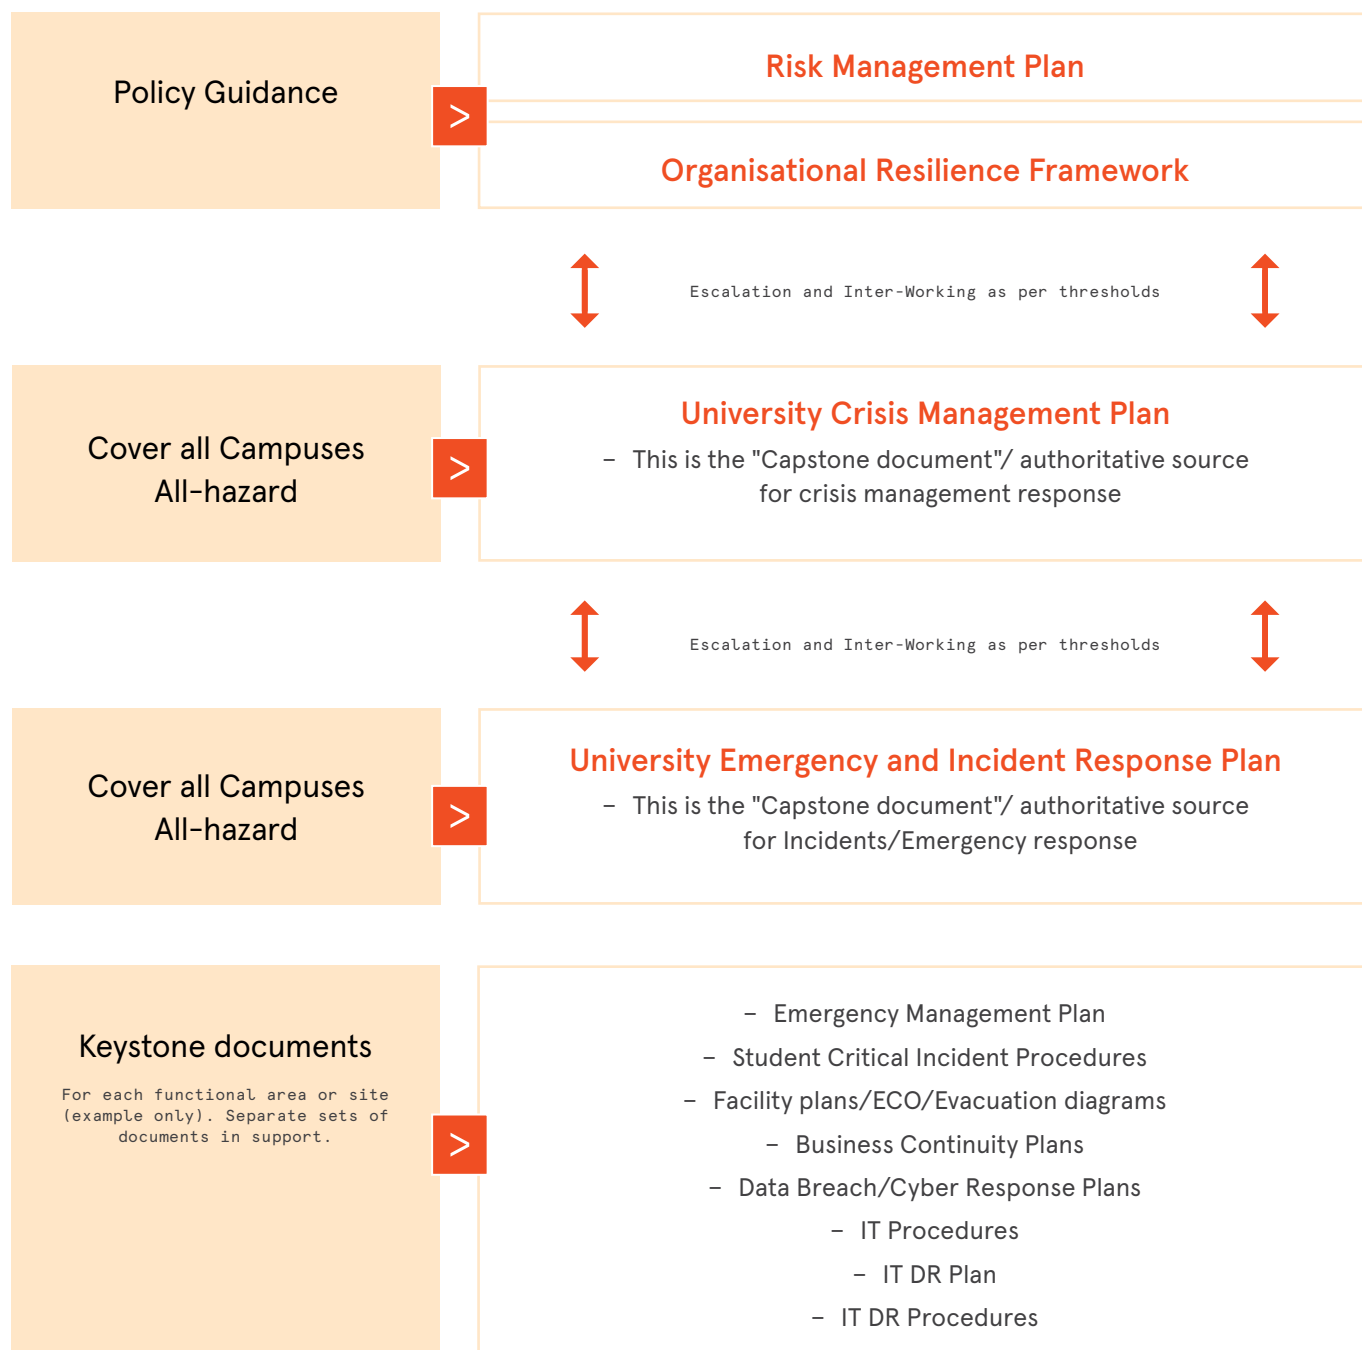 Policy Guidance
>
Risk Management Plan
Organisational Resilience Framework
Escalation and Inter-Working as per thresholds
Cover all Campuses
All-hazard
>
University Crisis Management Plan
– This is the "Capstone document"/ authoritative source
for crisis management response
Escalation and Inter-Working as per thresholds
Cover all Campuses
All-hazard
>
University Emergency and Incident Response Plan
– This is the "Capstone document"/ authoritative source
for Incidents/Emergency response
Keystone documents
For each functional area or site
(example only). Separate sets of
documents in support.
>
– Emergency Management Plan
– Student Critical Incident Procedures
– Facility plans/ECO/Evacuation diagrams
– Business Continuity Plans
– Data Breach/Cyber Response Plans
– IT Procedures
– IT DR Plan
– IT DR Procedures